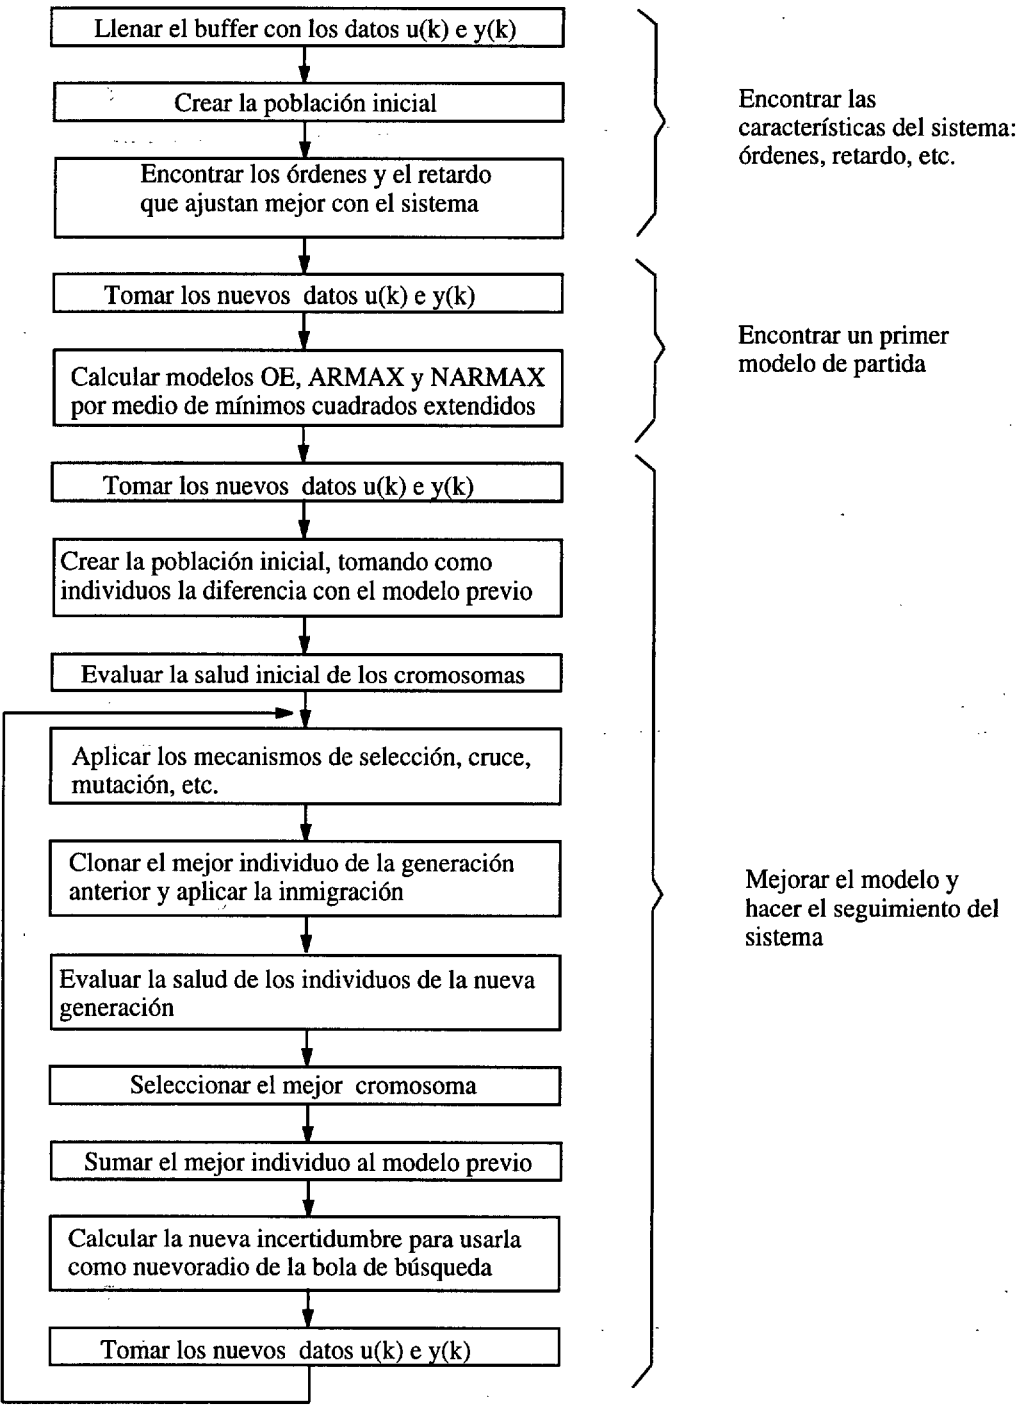 Llenar el buffer con los datos u(k) e y(k)
Crear la población inicial
Encontrar los órdenes y el retardo
que ajustan mejor con el sistema
Encontrar las
características del sistema:
órdenes, retardo, etc.
Tomar los nuevos datos u(k) e y(k)
Calcular modelos OE, ARMAX y NARMAX
por medio de mínimos cuadrados extendidos
Encontrar un primer
modelo de partida
Tomar los nuevos datos u(k) e y(k)
Crear la población inicial, tomando como
individuos la diferencia con el modelo previo
Evaluar la salud inicial de los cromosomas
Aplicar los mecanismos de selección, cruce,
mutación, etc.
Clonar el mejor individuo de la generación
anterior y aplicar la inmigración
Evaluar la salud de los individuos de la nueva
generación
Seleccionar el mejor cromosoma
Sumar el mejor individuo al modelo previo
Calcular la nueva incertidumbre para usarla
como nuevoradio de la bola de búsqueda
Tomar los nuevos datos u(k) e y(k)
Mejorar el modelo y
hacer el seguimiento del
sistema